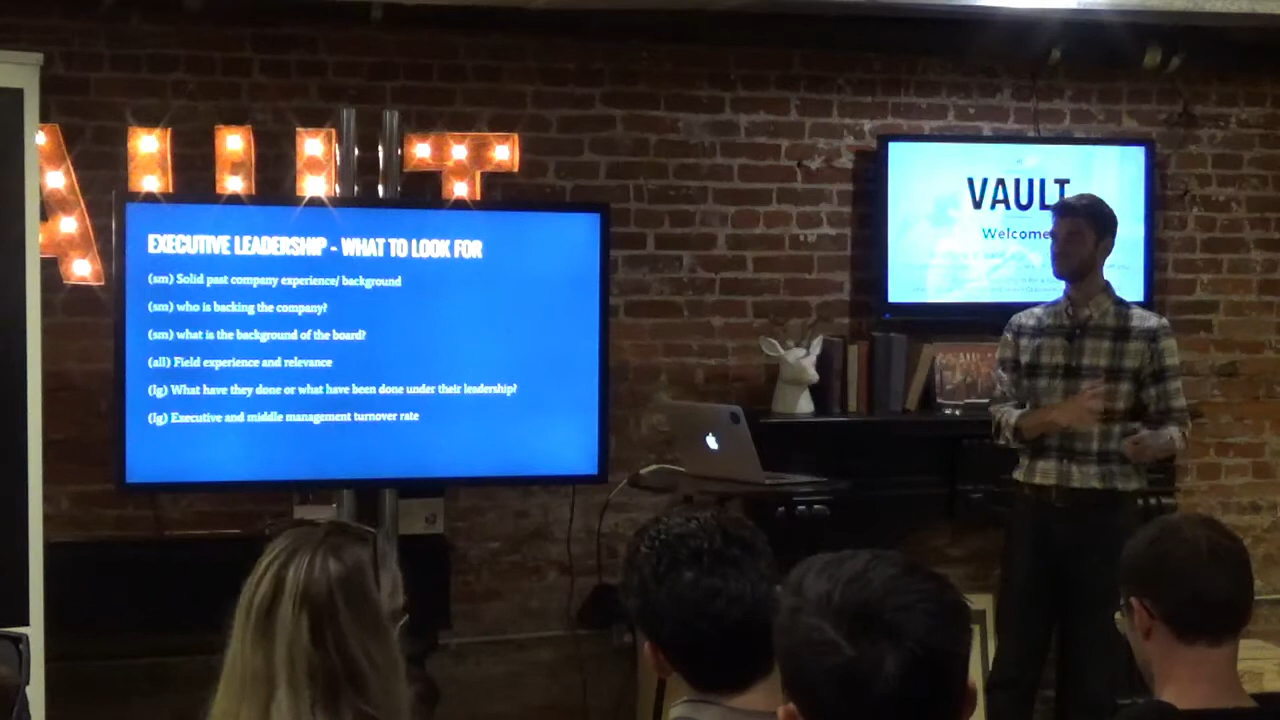 AULT
EXECUTIVE LEADERSHIP - WHAT TO LOOK FOR
(sm) Solid past company experience/ background
(sm) who is backing the company?
(sm) what is the background of the board?
(all) Field experience and relevance
(lg) What have they done or what have been done under their leadership?
(lg) Executive and middle management turnover rate
VAULT
Welcome